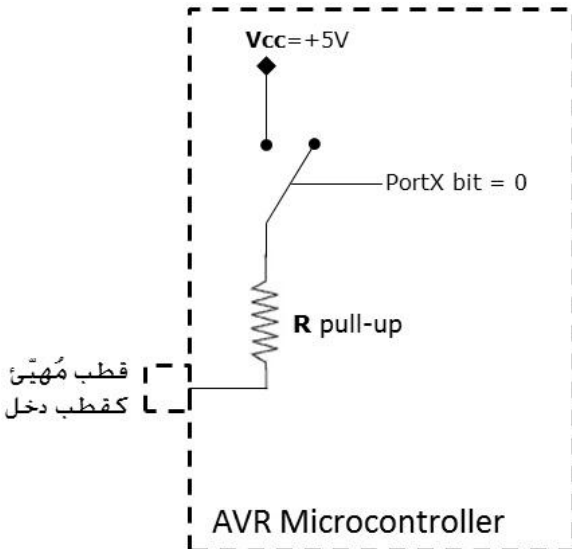 Vcc=+5V
PortX bit = 0
R pull-up
قطب مُهيّئ
كقطب دخل
AVR Microcontroller